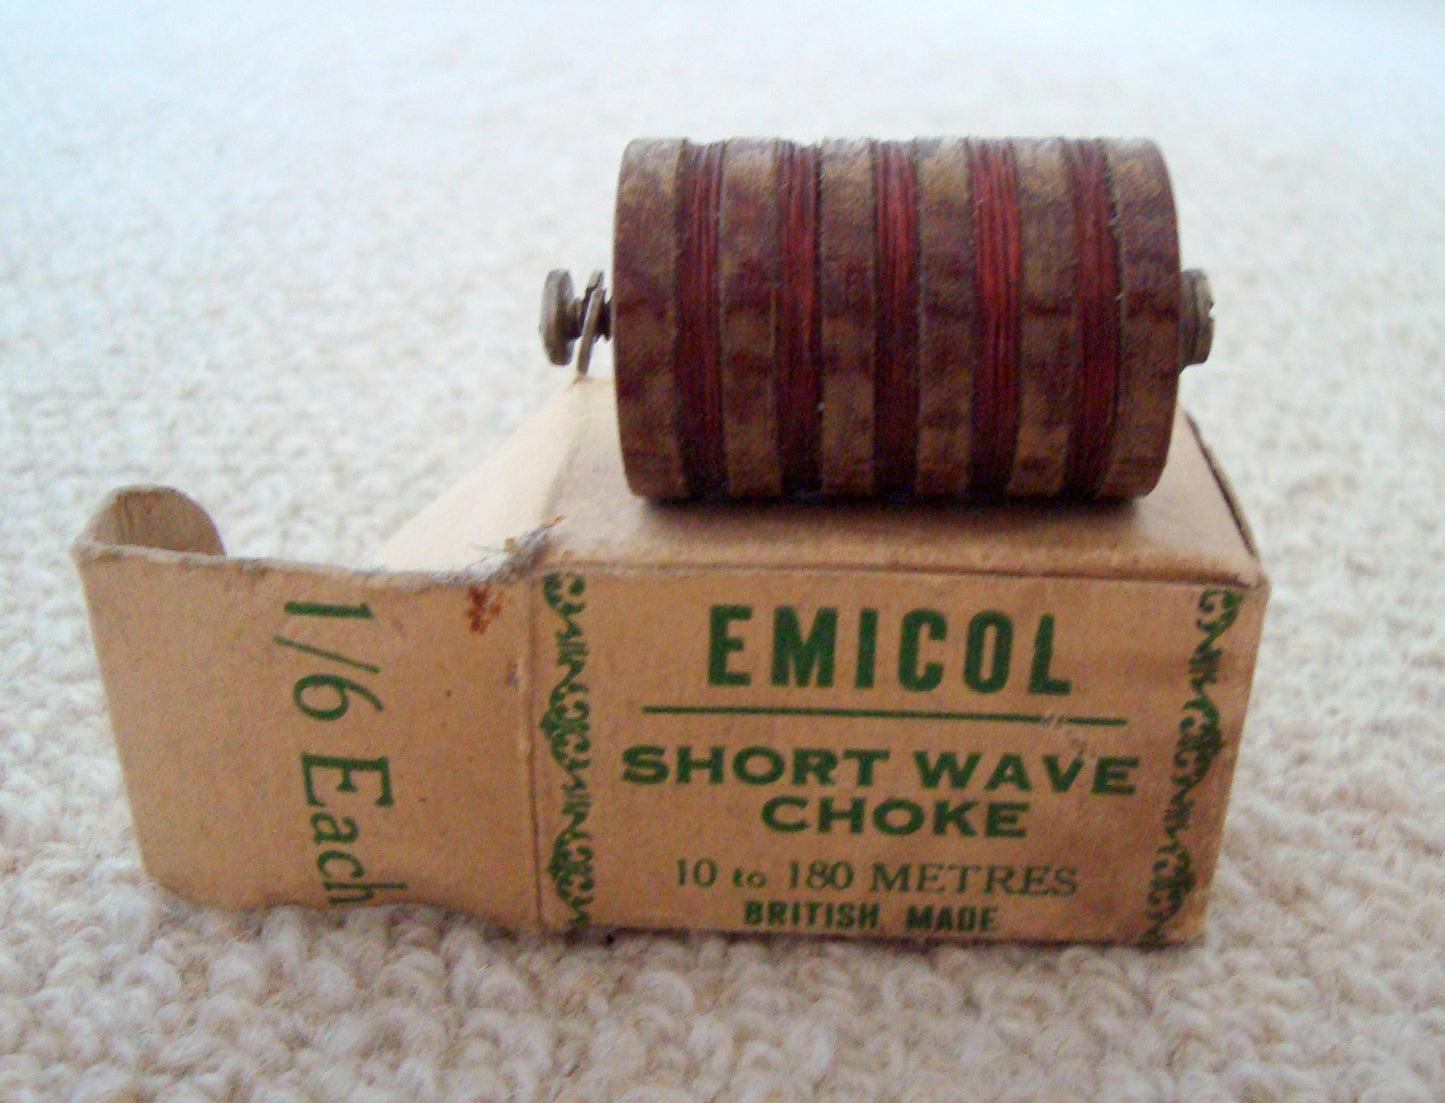 EMICOL
SHORT WAVE
CHOKE
10 to 180 METRES
BRITISH MADE
1/6 Each